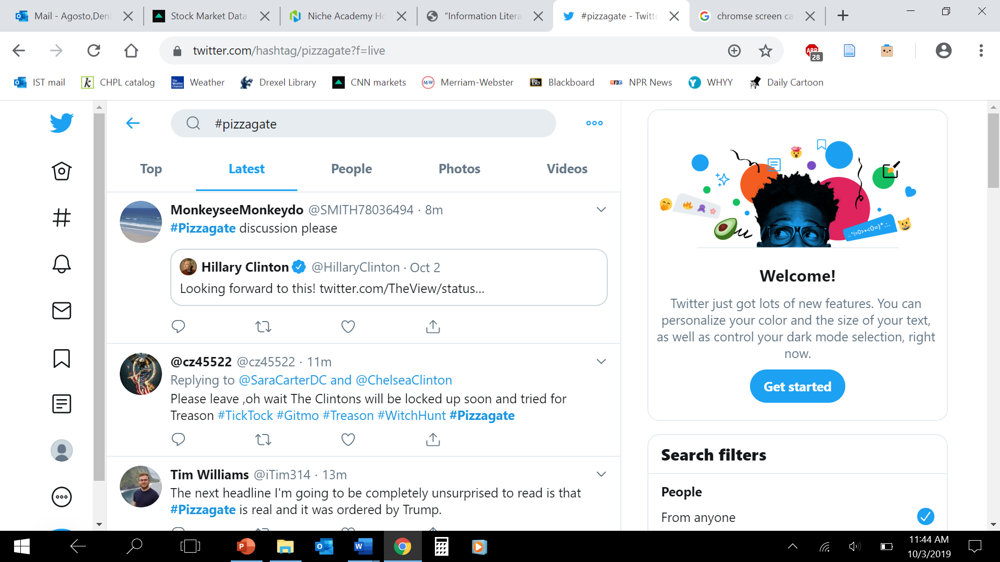 Mail - Agosto,Deni
Stock Market Data
Niche Academy Ho
"Information Litera
#pizzagate - Twitte
chromse screen ca
twitter.com/hashtag/pizzagate?f=live
ABP
28
IST mail
CHPL catalog
Weather
Drexel Library
CNN markets
M-W
Merriam-Webster
Bb
Blackboard
npr
NPR News
WHYY
Daily Cartoon
#pizzagate
Top
Latest
People
Photos
Videos
MonkeyseeMonkeydo @SMITH78036494 · 8m
#Pizzagate discussion please
Hillary Clinton @HillaryClinton · Oct 2
Looking forward to this! twitter.com/TheView/status...
@cz45522 @cz45522 · 11m
Replying to @SaraCarterDC and @ChelseaClinton
Please leave ,oh wait The Clintons will be locked up soon and tried for
Treason #TickTock #Gitmo #Treason #WitchHunt #Pizzagate
Tim Williams @iTim314 · 13m
The next headline I'm going to be completely unsurprised to read is that
#Pizzagate is real and it was ordered by Trump.
Welcome!
Twitter just got lots of new features. You can
personalize your color and the size of your text,
as well as control your dark mode selection, right
now.
Get started
Search filters
People
From anyone
11:44 AM
10/3/2019